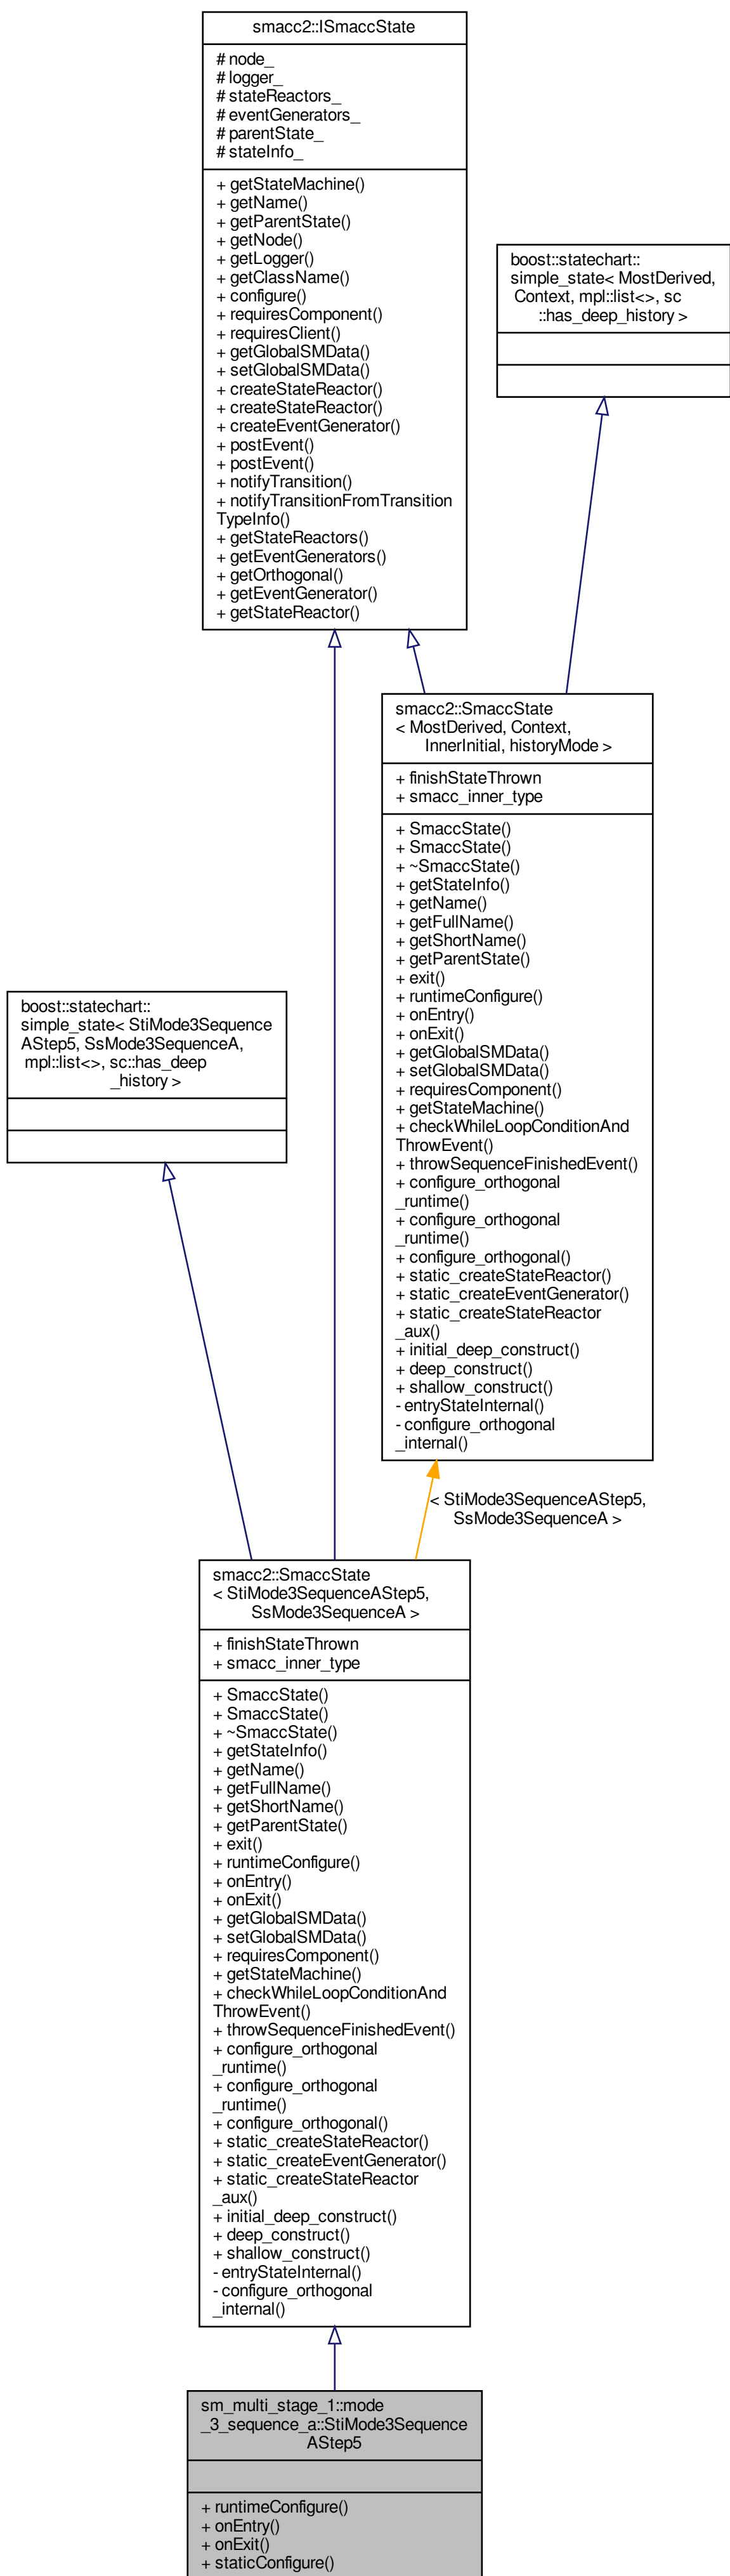 smacc2::ISmaccState
# node_
# logger_
# stateReactors_
# eventGenerators_
# parentState_
# stateInfo_
+ getStateMachine()
+ getName()
+ getParentState()
+ getNode()
+ getLogger()
+ getClassName()
+ configure()
+ requiresComponent()
+ requiresClient()
+ getGlobalSMData()
+ setGlobalSMData()
+ createStateReactor()
+ createStateReactor()
+ createEventGenerator()
+ postEvent()
+ postEvent()
+ notifyTransition()
+ notifyTransitionFromTransition
TypeInfo()
+ getStateReactors()
+ getEventGenerators()
+ getOrthogonal()
+ getEventGenerator()
+ getStateReactor()
boost::statechart::
simple_state< MostDerived,
Context, mpl::list<>, sc
::has_deep_history >
smacc2::SmaccState
< MostDerived, Context,
InnerInitial, historyMode >
+ finishStateThrown
+ smacc_inner_type
+ SmaccState()
+ SmaccState()
+ ~SmaccState()
+ getStateInfo()
+ getName()
+ getFullName()
+ getShortName()
+ getParentState()
+ exit()
+ runtimeConfigure()
+ onEntry()
+ onExit()
+ getGlobalSMData()
+ setGlobalSMData()
+ requiresComponent()
+ getStateMachine()
+ checkWhileLoopConditionAnd
ThrowEvent()
+ throwSequenceFinishedEvent()
+ configure_orthogonal
_runtime()
+ configure_orthogonal
_runtime()
+ configure_orthogonal()
+ static_createStateReactor()
+ static_createEventGenerator()
+ static_createStateReactor
_aux()
+ initial_deep_construct()
+ deep_construct()
+ shallow_construct()
- entryStateInternal()
- configure_orthogonal
_internal()
boost::statechart::
simple_state< StiMode3Sequence
AStep5, SsMode3SequenceA,
mpl::list<>, sc::has_deep
_history >
< StiMode3SequenceAStep5,
SsMode3SequenceA >
smacc2::SmaccState
< StiMode3SequenceAStep5,
SsMode3SequenceA >
+ finishStateThrown
+ smacc_inner_type
+ SmaccState()
+ SmaccState()
+ ~SmaccState()
+ getStateInfo()
+ getName()
+ getFullName()
+ getShortName()
+ getParentState()
+ exit()
+ runtimeConfigure()
+ onEntry()
+ onExit()
+ getGlobalSMData()
+ setGlobalSMData()
+ requiresComponent()
+ getStateMachine()
+ checkWhileLoopConditionAnd
ThrowEvent()
+ throwSequenceFinishedEvent()
+ configure_orthogonal
_runtime()
+ configure_orthogonal
_runtime()
+ configure_orthogonal()
+ static_createStateReactor()
+ static_createEventGenerator()
+ static_createStateReactor
_aux()
+ initial_deep_construct()
+ deep_construct()
+ shallow_construct()
- entryStateInternal()
- configure_orthogonal
_internal()
sm_multi_stage_1::mode
_3_sequence_a::StiMode3Sequence
AStep5
+ runtimeConfigure()
+ onEntry()
+ onExit()
+ staticConfigure()